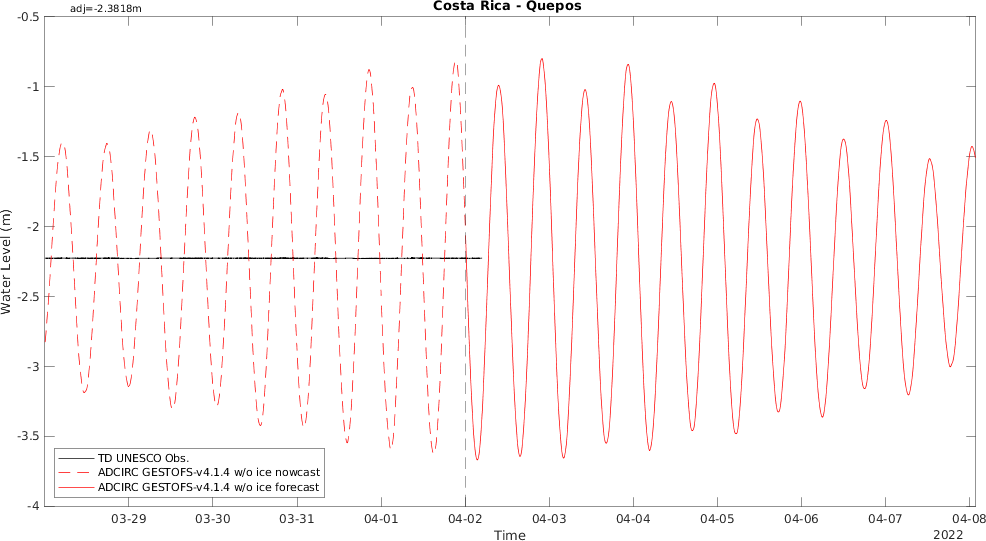 Costa Rica - Quepos
adj=-2.3818m
-0.5
-1
-1.5
-2
-2.5
-3
-3.5
-4
Water Level (m)
TD UNESCO Obs.
ADCIRC GESTOFS-v4.1.4 w/o ice nowcast
ADCIRC GESTOFS-v4.1.4 w/o ice forecast
03-29 03-30 03-31 04-01 04-02 04-03 04-04 04-05 04-06 04-07 04-08
Time
2022